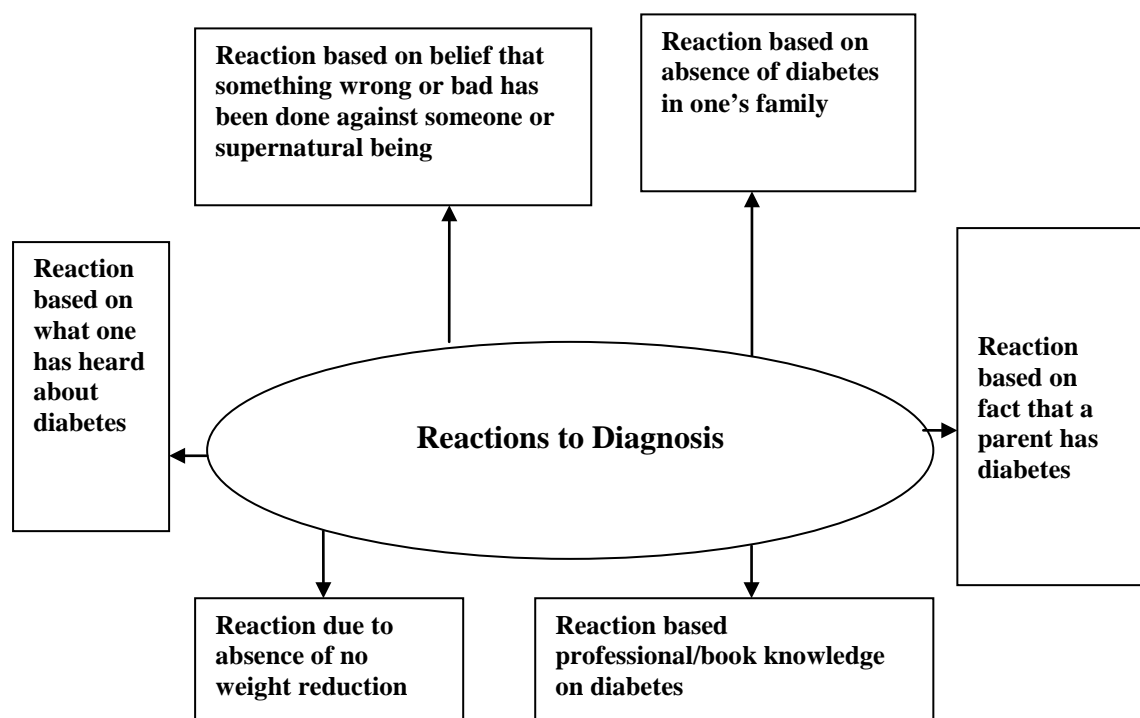 Reaction based on belief that
something wrong or bad has
been done against someone or
supernatural being
Reaction based on
absence of diabetes
in one’s family
Reaction
based on
what one
has heard
about
diabetes
Reactions to Diagnosis
Reaction
based on
fact that a
parent has
diabetes
Reaction due to
absence of no
weight reduction
Reaction based
professional/book knowledge
on diabetes